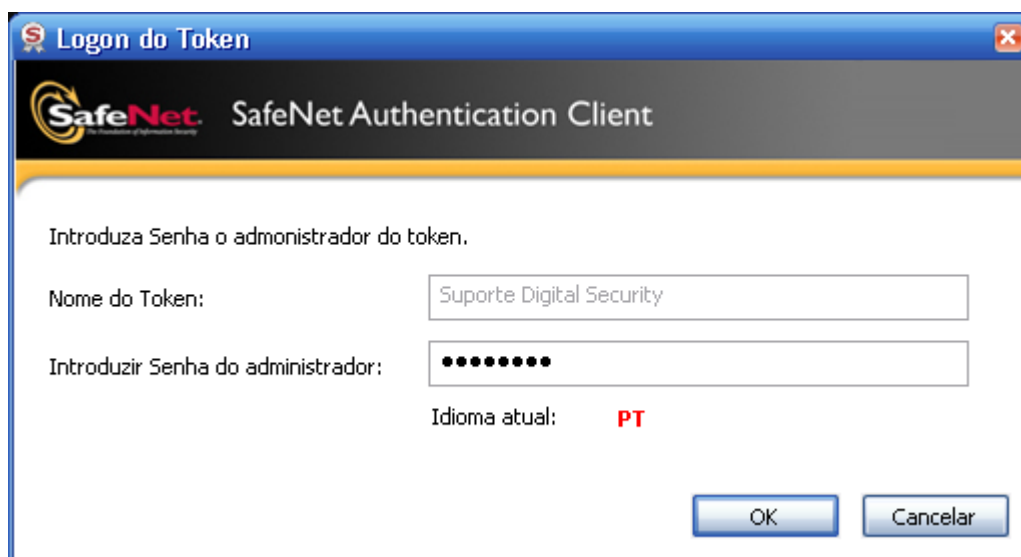 Logon do Token
SafeNet. SafeNet Authentication Client
The Foundation of Information Security
Introduza Senha o admonistrador do token.
Nome do Token: Suporte Digital Security
Introduzir Senha do administrador: ●●●●●●●●
Idioma atual: PT
OK Cancelar